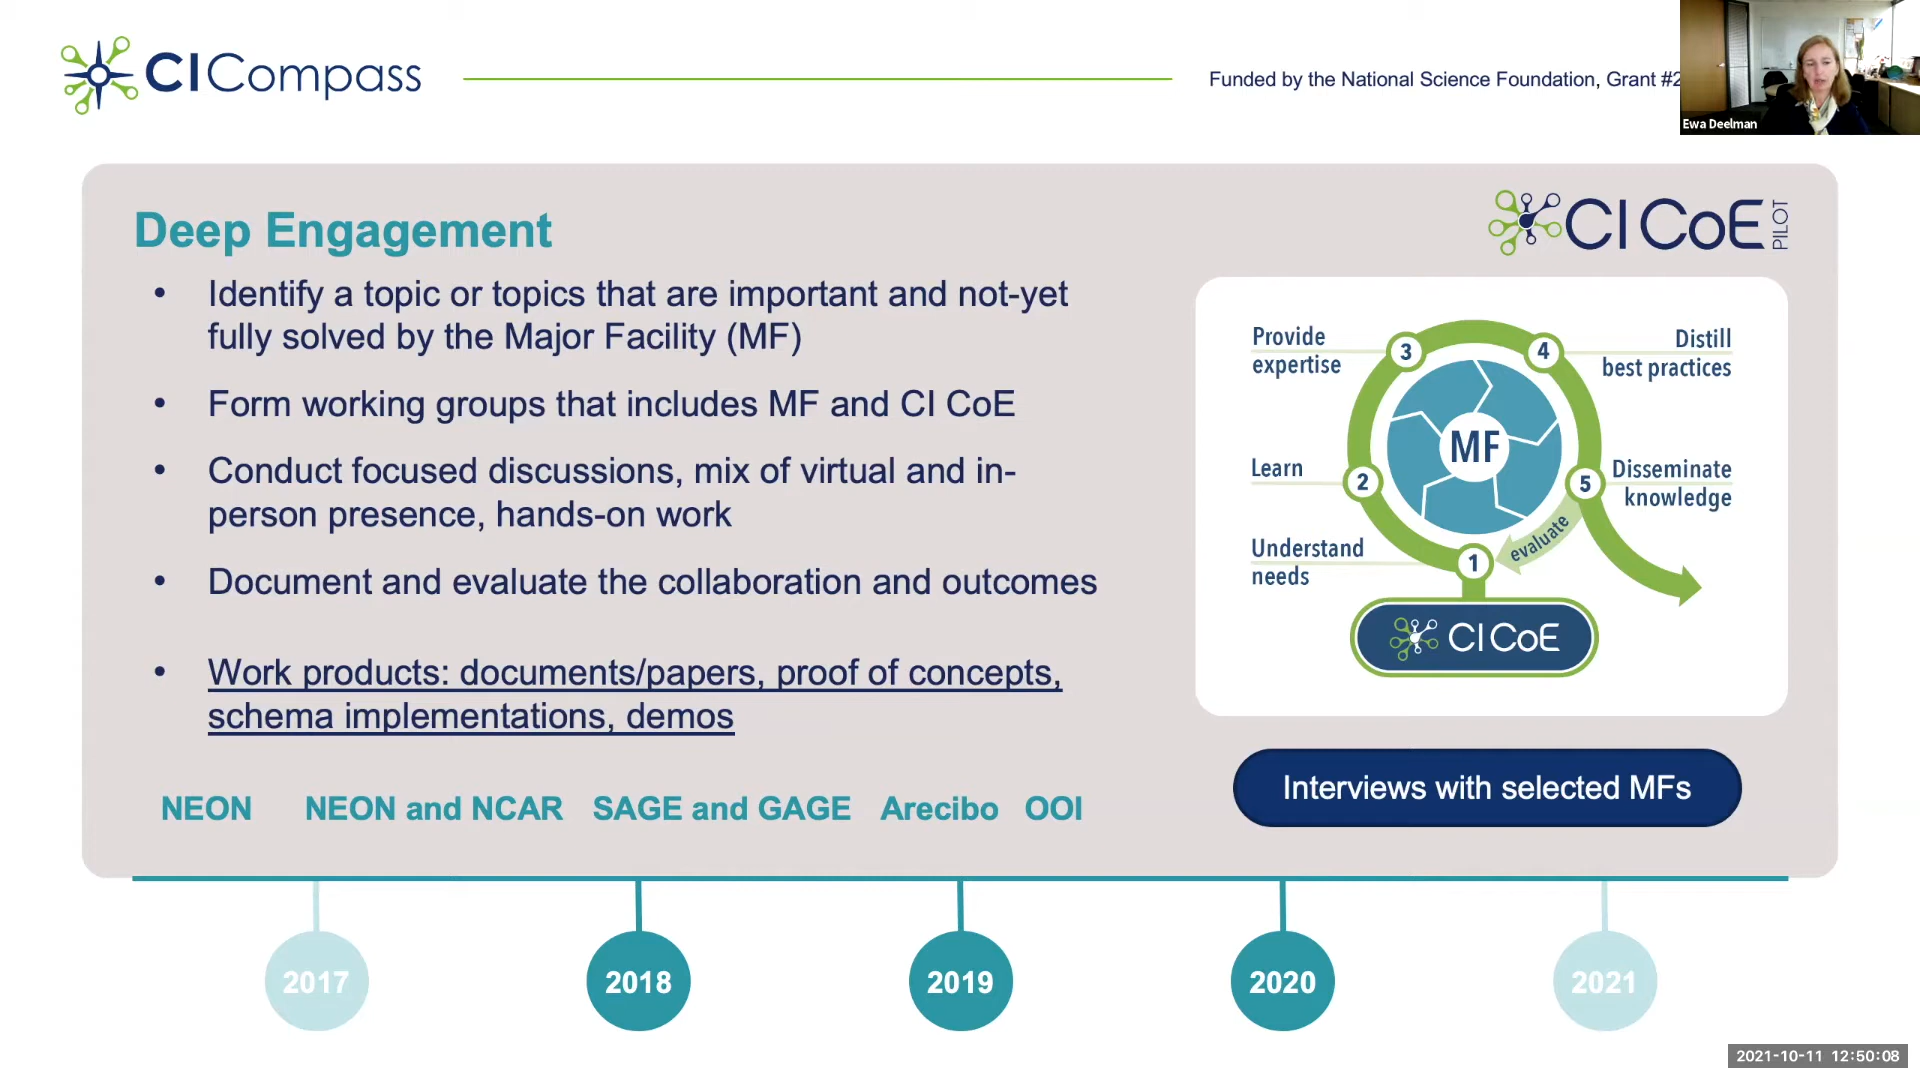 CICompass
Funded by the National Science Foundation, Grant #2
Ewa Deelman
Deep Engagement
CI CoE PILOT
• Identify a topic or topics that are important and not-yet
fully solved by the Major Facility (MF)
• Form working groups that includes MF and CI CoE
• Conduct focused discussions, mix of virtual and in-
person presence, hands-on work
• Document and evaluate the collaboration and outcomes
• Work products: documents/papers, proof of concepts,
schema implementations, demos
NEON NEON and NCAR SAGE and GAGE Arecibo OOI
Provide
expertise
3
4
Distill
best practices
MF
Learn
2
5
Disseminate
knowledge
Understand
needs
1
evaluate
CI CoE
Interviews with selected MFs
2017 2018 2019 2020 2021
2021-10-11 12:50:08